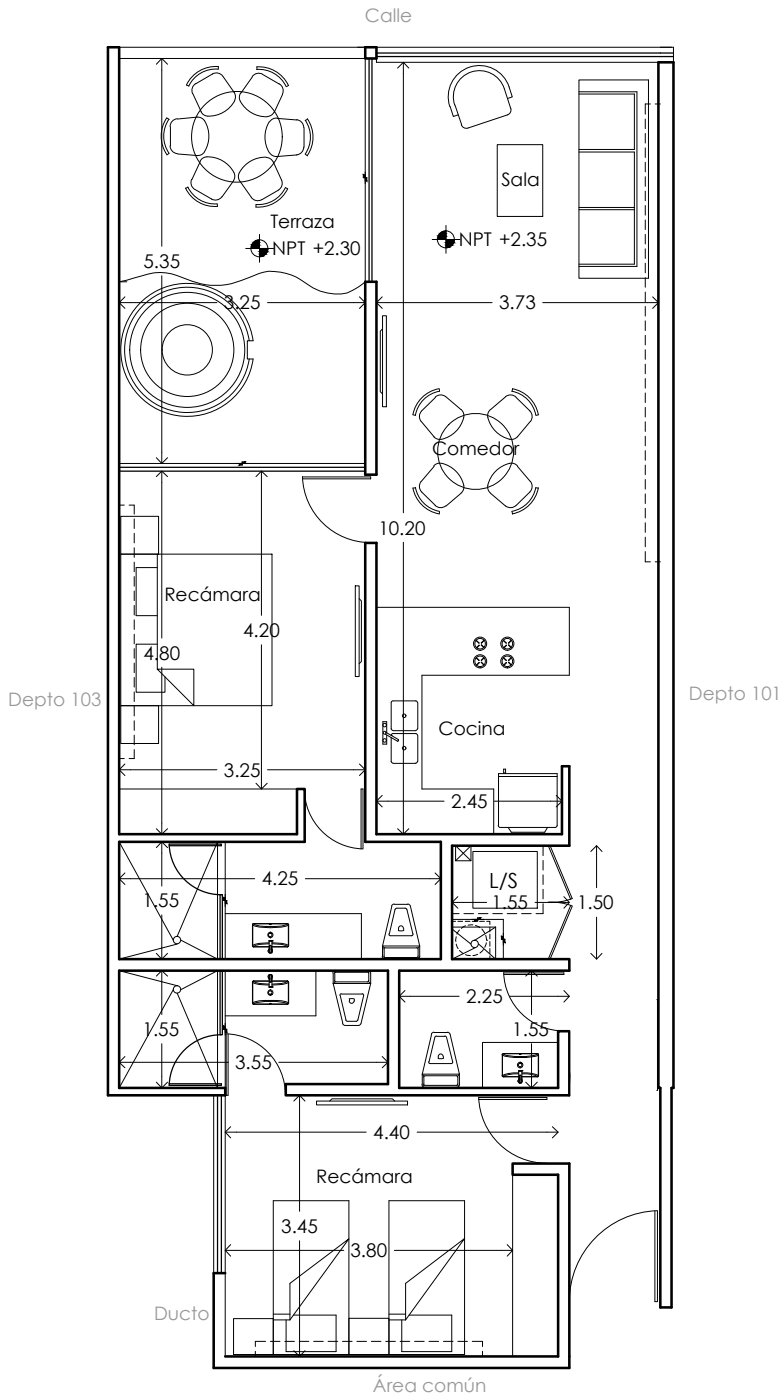 Calle
Sala
Terraza
NPT +2.30
NPT +2.35
5.35
3.25
3.73
Comedor
10.20
Recámara
4.20
4.80
Depto 103
Depto 101
Cocina
3.25
2.45
4.25
L/S
1.55
1.55
1.50
2.25
1.55
1.55
3.55
4.40
Recámara
3.45
3.80
Ducto
Área común